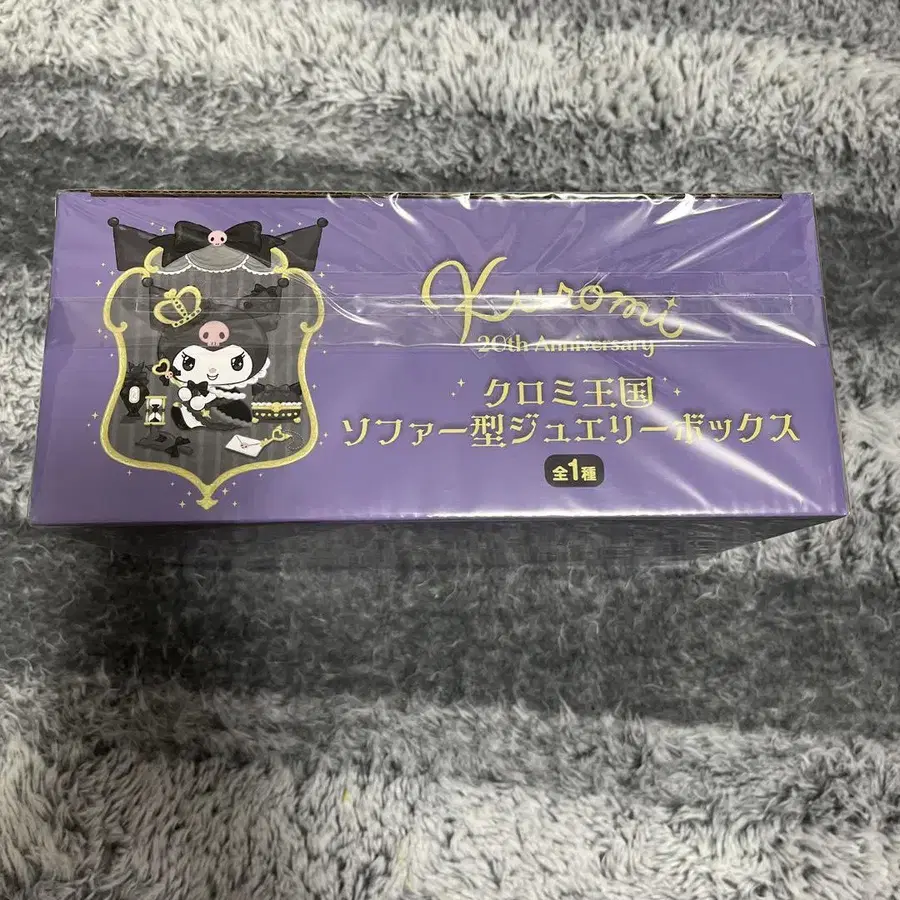 Kuromi
20th Anniversary
クロミ王国
ソファー型ジュエリーボックス
全1種